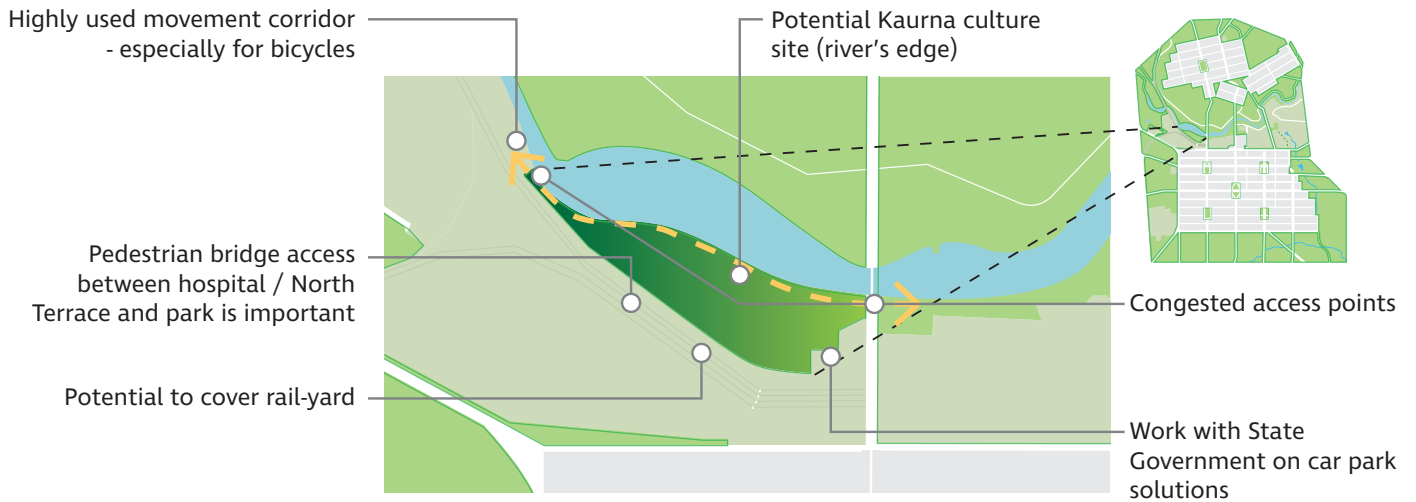 Highly used movement corridor
- especially for bicycles
Potential Kaurna culture
site (river's edge)
Pedestrian bridge access
between hospital / North
Terrace and park is important
Congested access points
Potential to cover rail-yard
Work with State
Government on car park
solutions